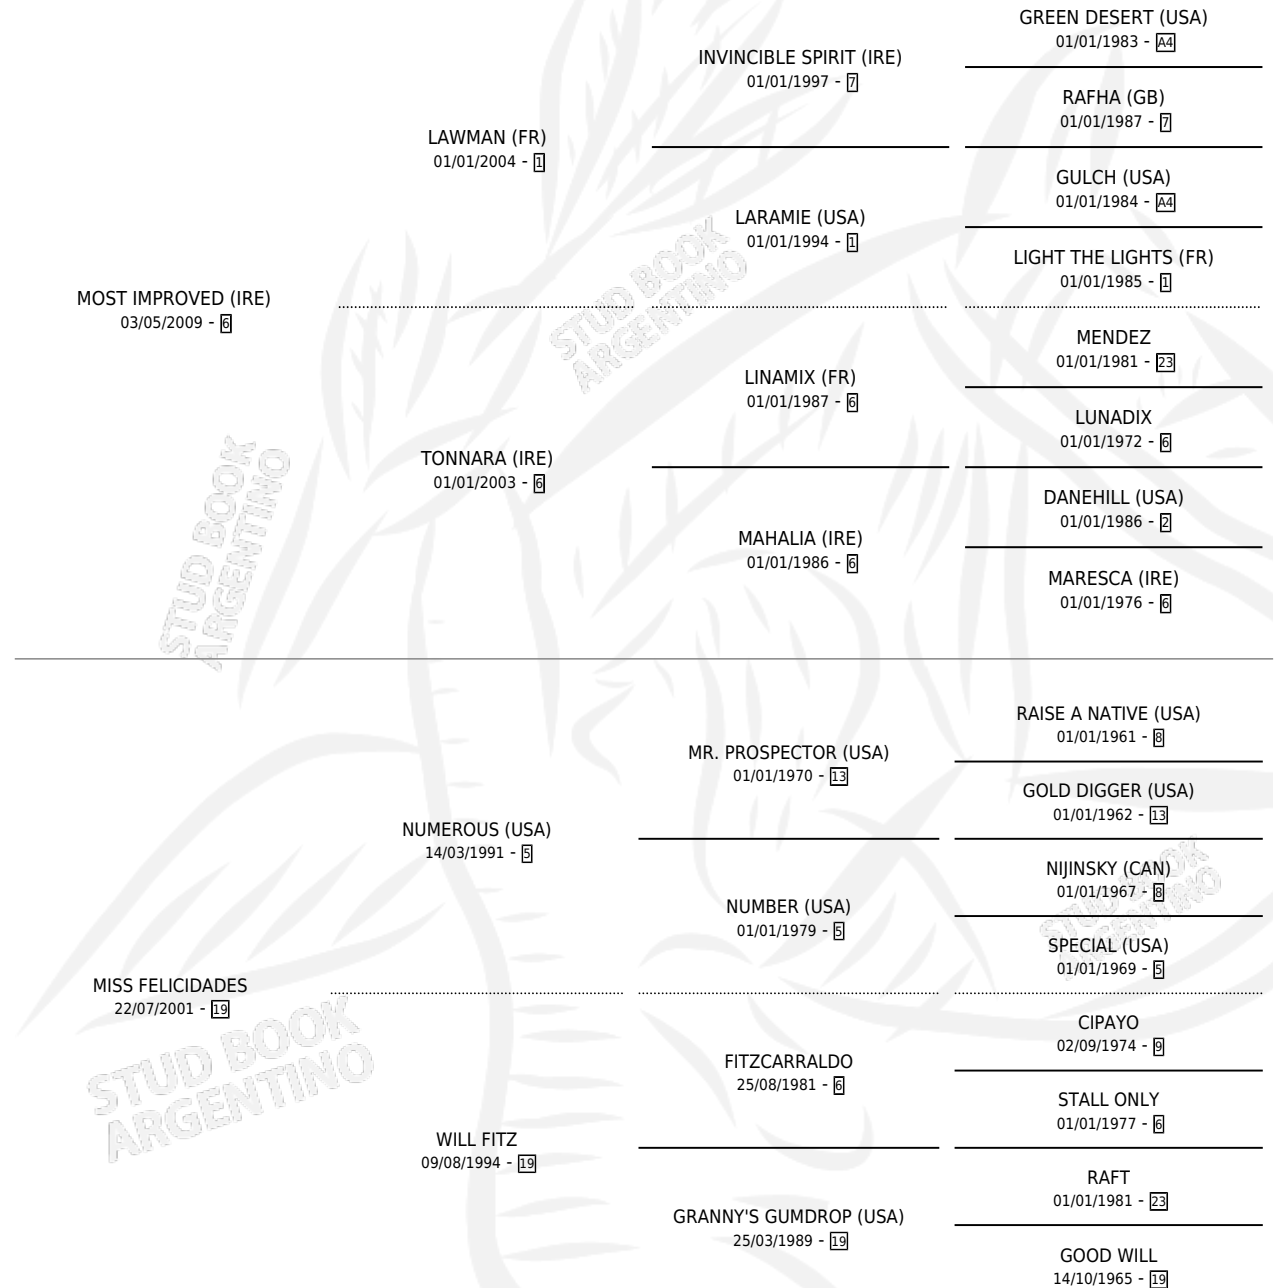 GREEN DESERT (USA)
01/01/1983 - A4
INVINCIBLE SPIRIT (IRE)
01/01/1997 - 7
RAFHA (GB)
01/01/1987 - 7
LAWMAN (FR)
01/01/2004 - 1
GULCH (USA)
01/01/1984 - A4
LARAMIE (USA)
01/01/1994 - 1
LIGHT THE LIGHTS (FR)
01/01/1985 - 1
MOST IMPROVED (IRE)
03/05/2009 - 6
STUD BOOK
ARGENTINO
MENDEZ
01/01/1981 - 23
LINAMIX (FR)
01/01/1987 - 6
LUNADIX
01/01/1972 - 6
TONNARA (IRE)
01/01/2003 - 6
DANEHILL (USA)
01/01/1986 - 2
MAHALIA (IRE)
01/01/1986 - 6
MARESCA (IRE)
01/01/1976 - 6
STUD BOOK
ARGENTINO
RAISE A NATIVE (USA)
01/01/1961 - 8
MR. PROSPECTOR (USA)
01/01/1970 - 13
GOLD DIGGER (USA)
01/01/1962 - 13
NUMEROUS (USA)
14/03/1991 - 5
NIJINSKY (CAN)
01/01/1967 - 8
NUMBER (USA)
01/01/1979 - 5
SPECIAL (USA)
01/01/1969 - 5
STUD BOOK
ARGENTINO
MISS FELICIDADES
22/07/2001 - 19
CIPAYO
02/09/1974 - 9
FITZCARRALDO
25/08/1981 - 6
STALL ONLY
01/01/1977 - 6
STUD BOOK
ARGENTINO
WILL FITZ
09/08/1994 - 19
RAFT
01/01/1981 - 23
GRANNY'S GUMDROP (USA)
25/03/1989 - 19
GOOD WILL
14/10/1965 - 19